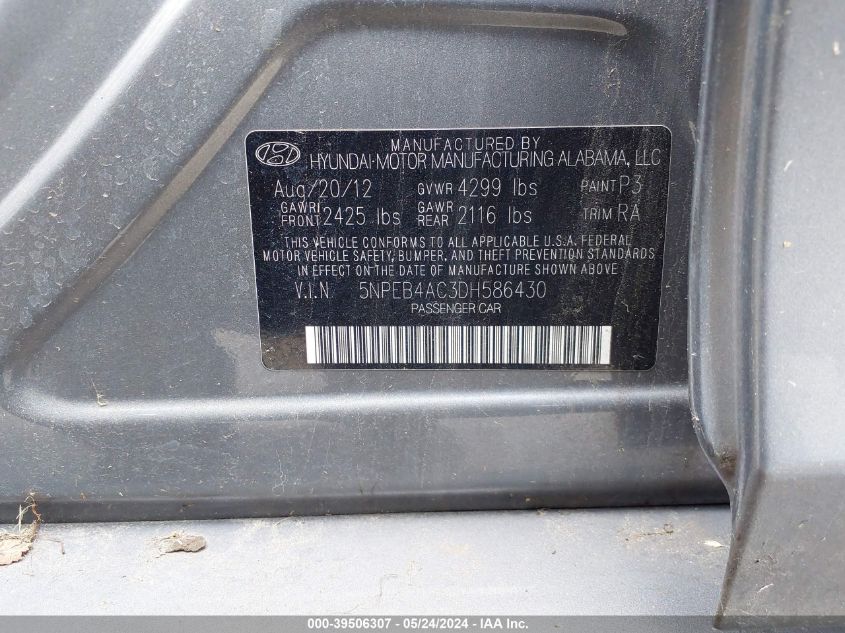 MANUFACTURED BY
HYUNDAI-MOTOR MANUFACTURING ALABAMA, LLC
Aug/20/12 GVWR 4299 lbs PAINT P3
GAWR FRONT 2425 lbs GAWR REAR 2116 lbs TRIM RA
THIS VEHICLE CONFORMS TO ALL APPLICABLE U.S.A. FEDERAL
MOTOR VEHICLE SAFETY, BUMPER, AND THEFT PREVENTION STANDARDS
IN EFFECT ON THE DATE OF MANUFACTURE SHOWN ABOVE
V.I.N 5NPEB4AC3DH586430
PASSENGER CAR
000-39506307 - 05/24/2024 - IAA Inc.